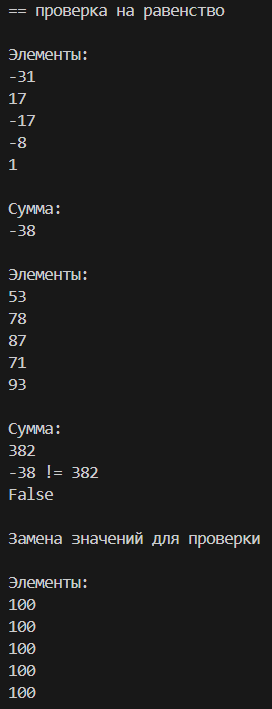 == проверка на равенство
Элементы:
-31
17
-17
-8
1
Сумма:
-38
Элементы:
53
78
87
71
93
Сумма:
382
-38 != 382
False
Замена значений для проверки
Элементы:
100
100
100
100
100